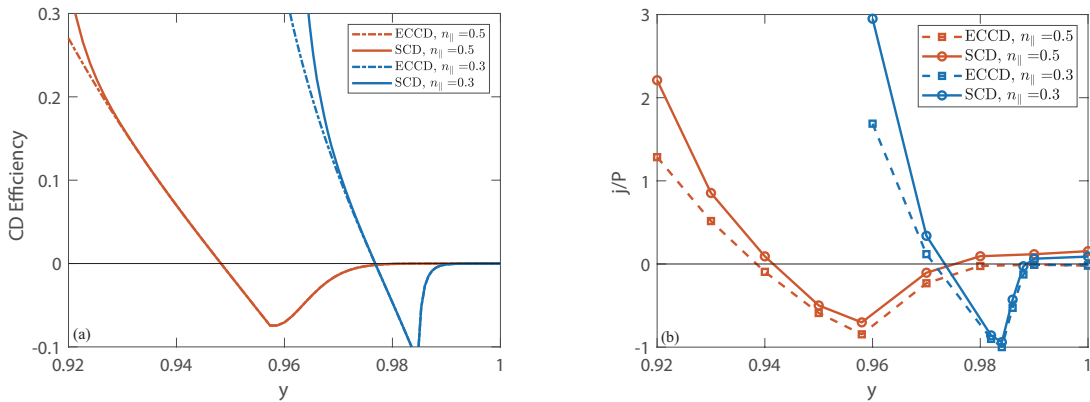 0.3
0.2
0.1
0
-0.1
CD Efficiency
ECCD, n∥ =0.5
SCD, n∥ =0.5
ECCD, n∥ =0.3
SCD, n∥ =0.3
(a)
0.92 0.94 0.96 0.98 1
y
3
2
1
0
-1
j/P
ECCD, n∥ =0.5
SCD, n∥ =0.5
ECCD, n∥ =0.3
SCD, n∥ =0.3
(b)
0.92 0.94 0.96 0.98 1
y